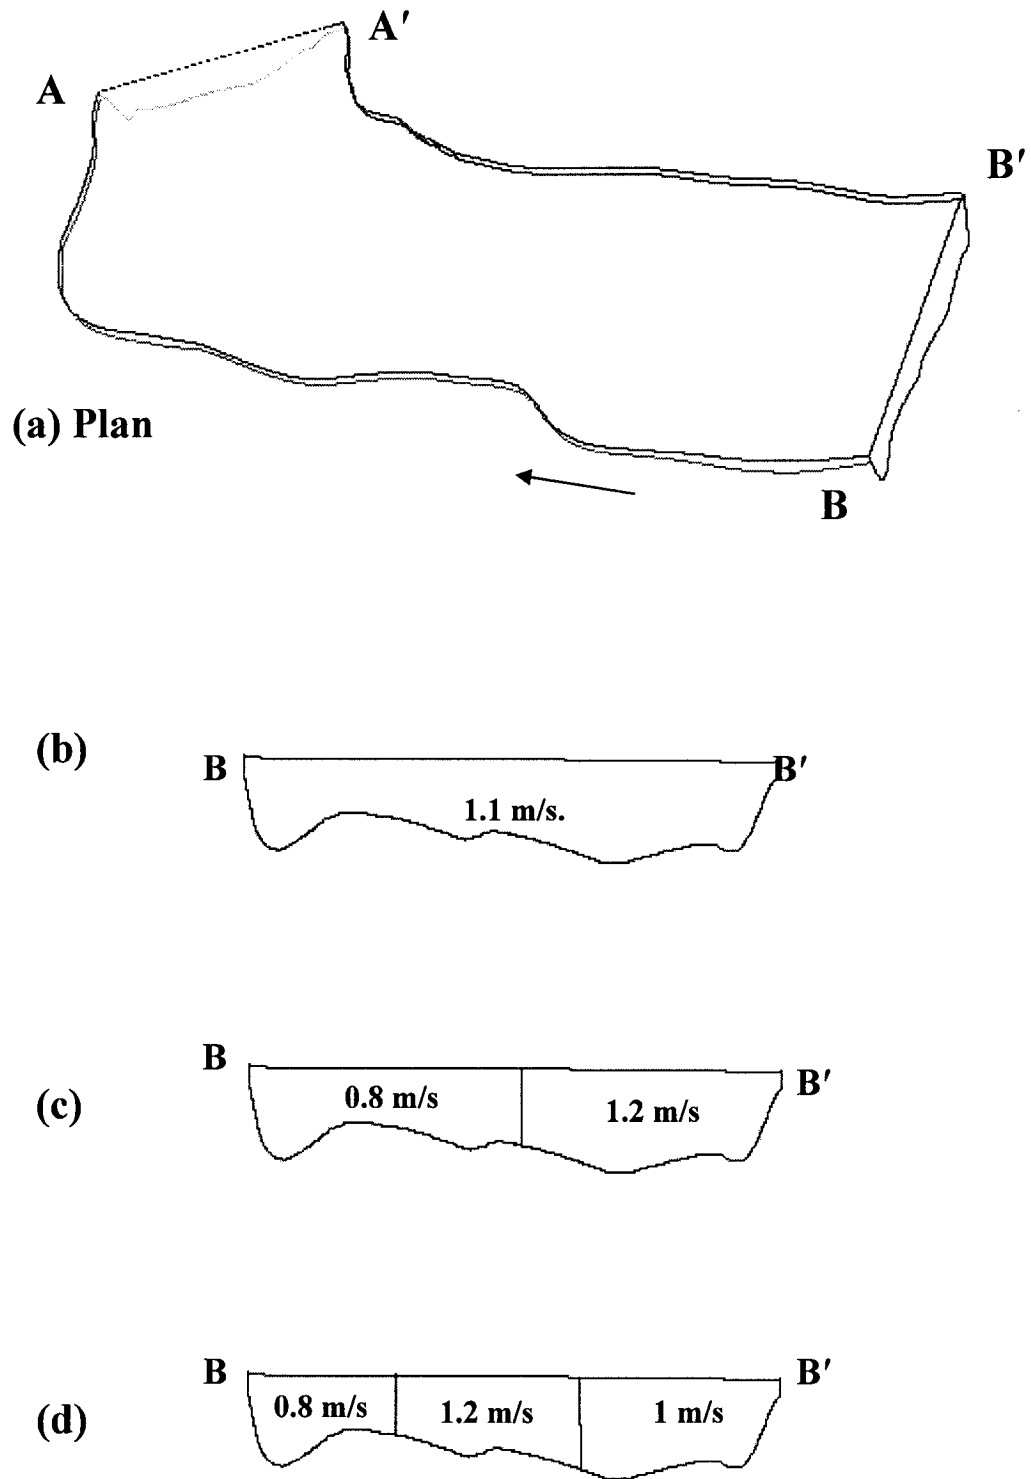 A′
A
B′
(a) Plan
B
(b)
B B′
1.1 m/s.
B
B′
(c)
0.8 m/s 1.2 m/s
B B′
(d)
0.8 m/s 1.2 m/s 1 m/s